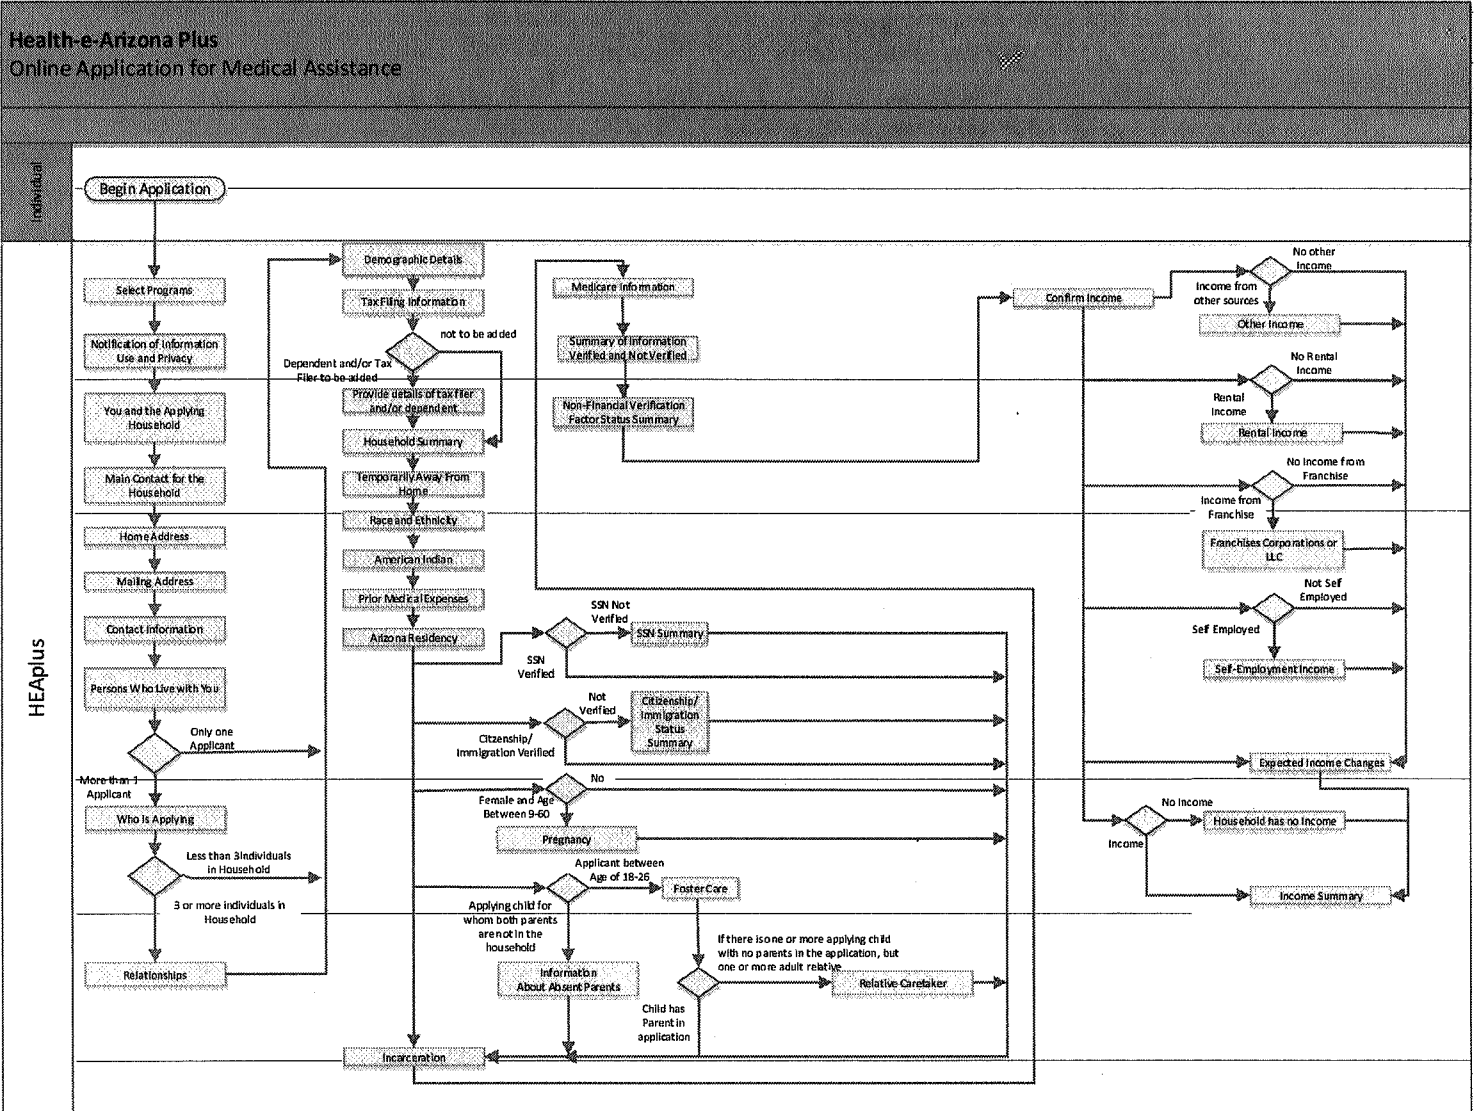 Health-e-Arizona Plus
Online Application for Medical Assistance
Individual
HEAplus
Begin Application
Select Programs
Notification of Information
Use and Privacy
You and the Applying
Household
Main Contact for the
Household
Home Address
Mailing Address
Contact Information
Persons Who Live with You
Only one
Applicant
More than 1
Applicant
Who Is Applying
Less than 3 Individuals
in Household
3 or more individuals in
Household
Relationships
Demographic Details
Tax Filing Information
not to be added
Dependent and/or Tax
Filer to be added
Provide details of tax filer
and/or dependent
Household Summary
Temporarily Away From
Home
Race and Ethnicity
American Indian
Prior Medical Expenses
Arizona Residency
SSN Not
Verified
SSN Summary
SSN
Verified
Not
Verified
Citizenship/
Immigration
Status
Summary
Citzenship/
Immigration Verified
No
Female and Age
Between 9-60
Pregnancy
Applicant between
Age of 18-26
Foster Care
Applying child for
whom both parents
are not in the
household
Information
About Absent Parents
If there is one or more applying child
with no parents in the application, but
one or more adult relative
Relative Caretaker
Child has
Parent in
application
Incarceration
Medicare Information
Summary of Information
Verified and Not Verified
Non-Financial Verification
Factor Status Summary
Confirm Income
No other
Income
Income from
other sources
Other Income
No Rental
Income
Rental
Income
Rental Income
No Income from
Franchise
Income from
Franchise
Franchises Corporations or
LLC
Not Self
Employed
Self Employed
Self-Employment Income
Expected Income Changes
No Income
Household has no Income
Income
Income Summary